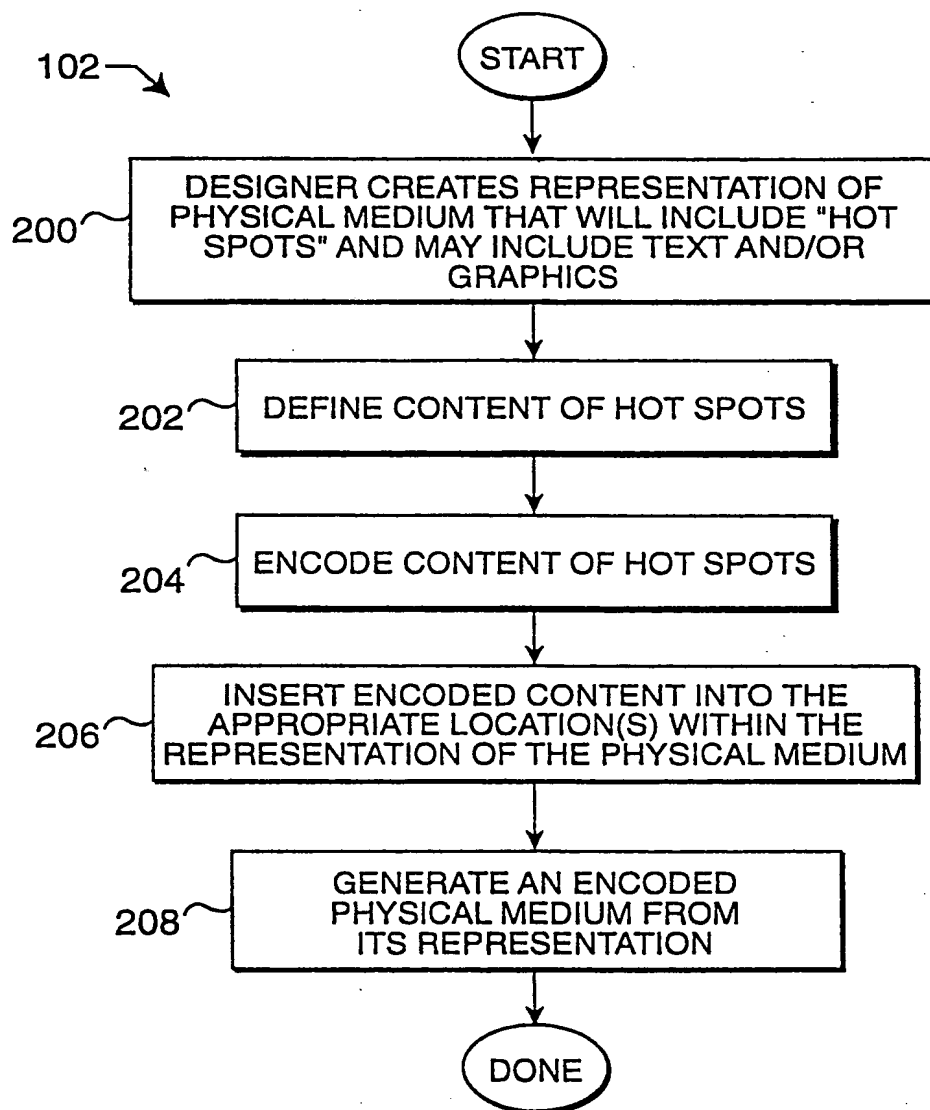 102
START
200
DESIGNER CREATES REPRESENTATION OF
PHYSICAL MEDIUM THAT WILL INCLUDE "HOT
SPOTS" AND MAY INCLUDE TEXT AND/OR
GRAPHICS
202
DEFINE CONTENT OF HOT SPOTS
204
ENCODE CONTENT OF HOT SPOTS
206
INSERT ENCODED CONTENT INTO THE
APPROPRIATE LOCATION(S) WITHIN THE
REPRESENTATION OF THE PHYSICAL MEDIUM
208
GENERATE AN ENCODED
PHYSICAL MEDIUM FROM
ITS REPRESENTATION
DONE